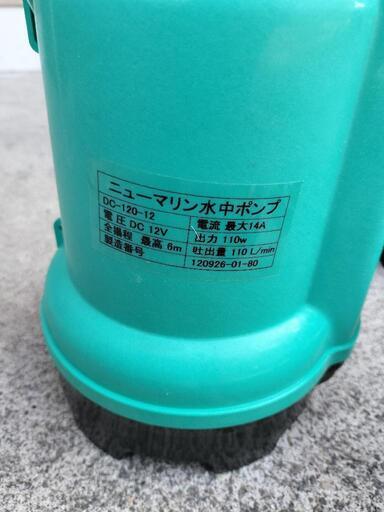 ニューマリン水中ポンプ
DC-120-12 電流 最大14A
電圧 DC 12V 出力 110w
全揚程 最高 6m 吐出量 110 L/min
製造番号 120926-01-80